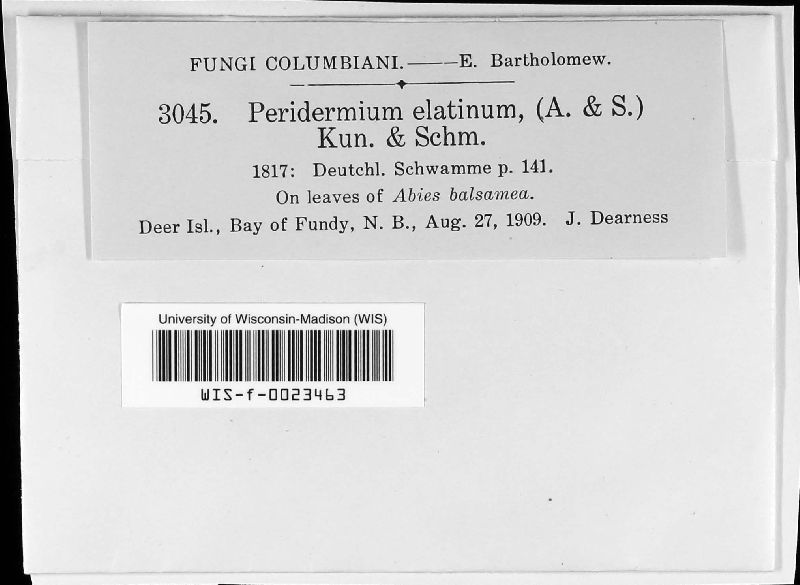 FUNGI COLUMBIANI.——E. Bartholomew.
3045. Peridermium elatinum, (A. & S.)
Kun. & Schm.
1817: Deutchl. Schwamme p. 141.
On leaves of Abies balsamea.
Deer Isl., Bay of Fundy, N. B., Aug. 27, 1909. J. Dearness
University of Wisconsin-Madison (WIS)
WIS-f-0023463